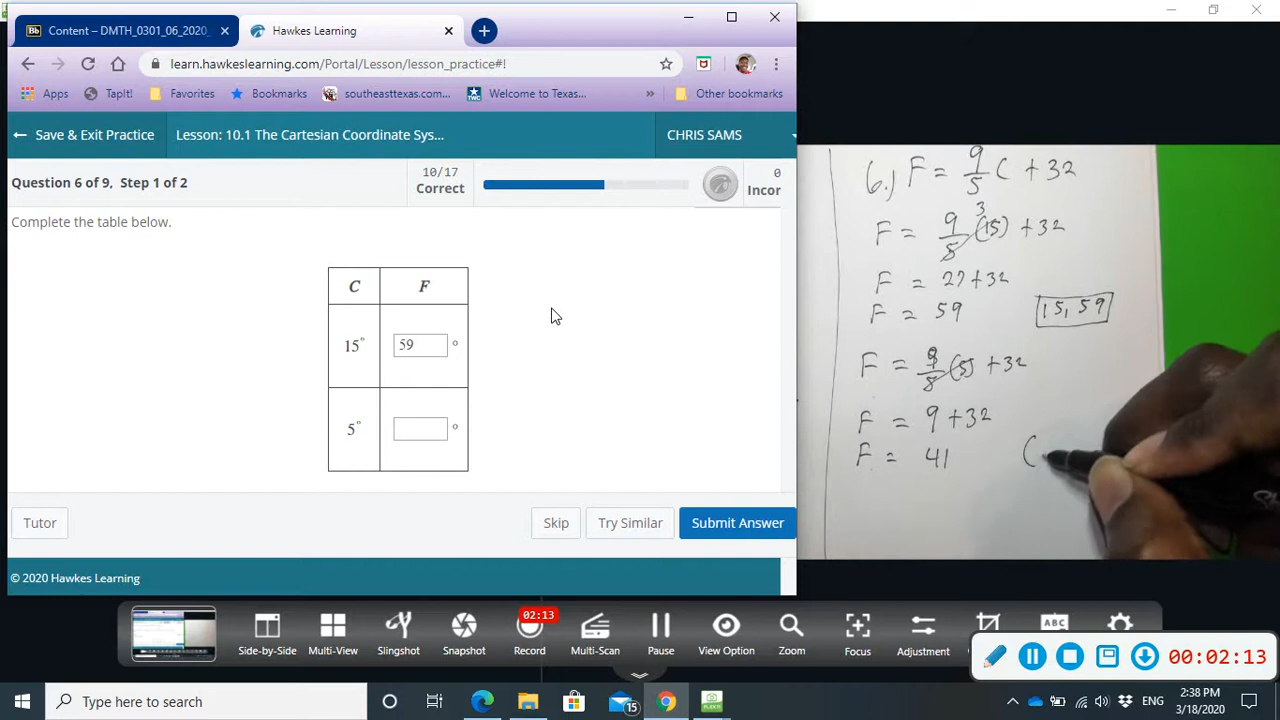 Content – DMTH_0301_06_2020_
Hawkes Learning
learn.hawkeslearning.com/Portal/Lesson/lesson_practice#!
Apps
TapIt!
Favorites
Bookmarks
southeasttexas.com...
Welcome to Texas...
»
Other bookmarks
← Save & Exit Practice
Lesson: 10.1 The Cartesian Coordinate Sys...
CHRIS SAMS
Question 6 of 9, Step 1 of 2
10/17
Correct
0
Incor
Complete the table below.
C F
15° 59 °
5° °
Tutor
Skip
Try Similar
Submit Answer
© 2020 Hawkes Learning
6.) F = 9/5 C + 32
3
F = 9/5 (15) + 32
F = 27+32
F = 59
15, 59
F = 9/5 (5) + 32
F = 9+32
F = 41 (
02:13
Side-by-Side
Multi-View
Slingshot
Snapshot
Record
Multi-Scan
Pause
View Option
Zoom
Focus
Adjustment
ABC
00:02:13
Type here to search
15
ENG
2:38 PM
3/18/2020